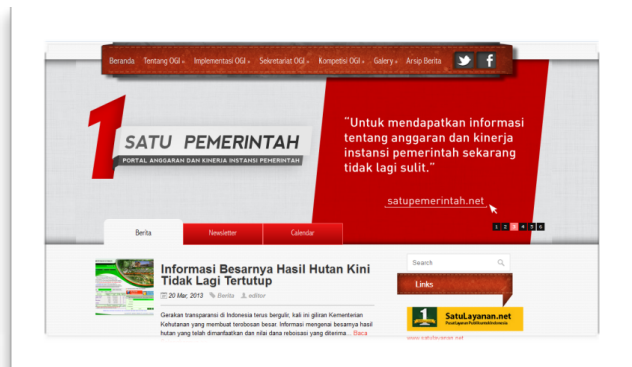 Beranda Tentang OGI Implementasi OGI Sekretariat OGI Kompetisi OGI Galery Arsip Berita
1 SATU PEMERINTAH
PORTAL ANGGARAN DAN KINERJA INSTANSI PEMERINTAH
"Untuk mendapatkan informasi
tentang anggaran dan kinerja
instansi pemerintah sekarang
tidak lagi sulit."
satupemerintah.net
1 2 3 4 5 6
Berita Newsletter Calendar
Informasi Besarnya Hasil Hutan Kini
Tidak Lagi Tertutup
20 Mar, 2013 Berita editor
Gerakan transparansi di Indonesia terus bergulir, kali ini giliran Kementerian
Kehutanan yang membuat terobosan besar. Informasi mengenai besarnya hasil
hutan yang telah dimanfaatkan dan nilai dana reboisasi yang diterima... Baca
Search
Links
1 SatuLayanan.net
www.satulayanan.net